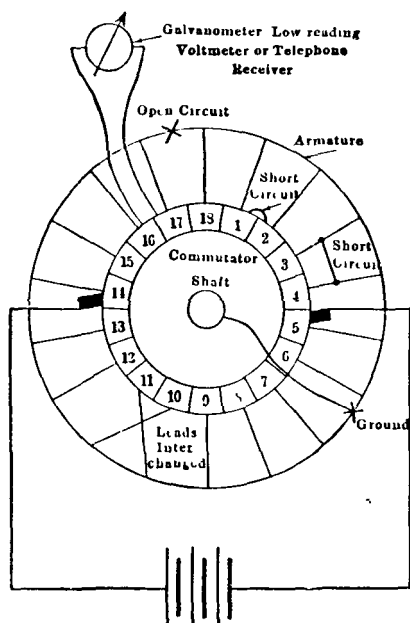 Galvanometer Low reading
Voltmeter or Telephone
Receiver
Open Circuit
Armature
Short
Circuit
Short
Circuit
Commutator
Shaft
Ground
Leads
Inter
changed
1
2
3
4
5
6
7
8
9
10
11
12
13
14
15
16
17
18